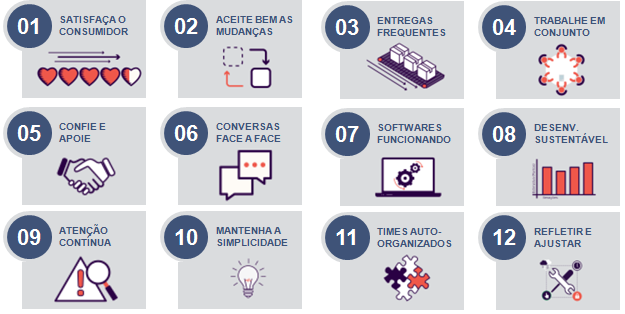 01
SATISFAÇA O
CONSUMIDOR
02
ACEITE BEM AS
MUDANÇAS
03
ENTREGAS
FREQUENTES
04
TRABALHE EM
CONJUNTO
05
CONFIE E
APOIE
06
CONVERSAS
FACE A FACE
07
SOFTWARES
FUNCIONANDO
08
DESENV.
SUSTENTÁVEL
09
ATENÇÃO
CONTÍNUA
10
MANTENHA A
SIMPLICIDADE
11
TIMES AUTO-
ORGANIZADOS
12
REFLETIR E
AJUSTAR